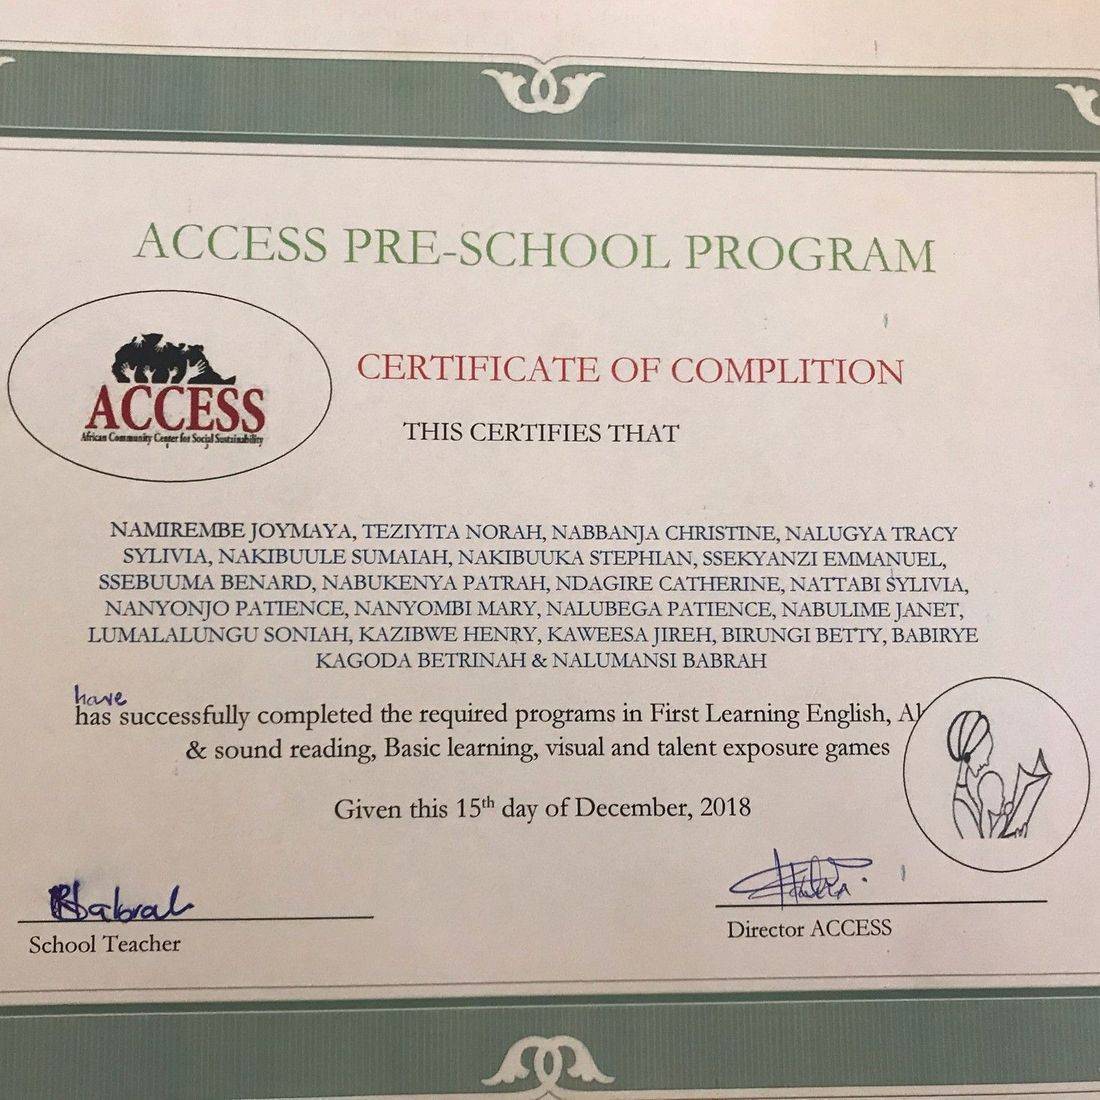 ACCESS PRE-SCHOOL PROGRAM
ACCESS
African Community Center for Social Sustainability
CERTIFICATE OF COMPLITION
THIS CERTIFIES THAT
NAMIREMBE JOYMAYA, TEZIYITA NORAH, NABBANJA CHRISTINE, NALUGYA TRACY
SYLIVIA, NAKIBUULE SUMAIAH, NAKIBUUKA STEPHIAN, SSEKYANZI EMMANUEL,
SSEBUUMA BENARD, NABUKENYA PATRAH, NDAGIRE CATHERINE, NATTABI SYLIVIA,
NANYONJO PATIENCE, NANYOMBI MARY, NALUBEGA PATIENCE, NABULIME JANET,
LUMALALUNGU SONIAH, KAZIBWE HENRY, KAWEESA JIREH, BIRUNGI BETTY, BABIRYE
KAGODA BETRINAH & NALUMANSI BABRAH
have
has successfully completed the required programs in First Learning English, Al
& sound reading, Basic learning, visual and talent exposure games
Given this 15th day of December, 2018
School Teacher
Director ACCESS